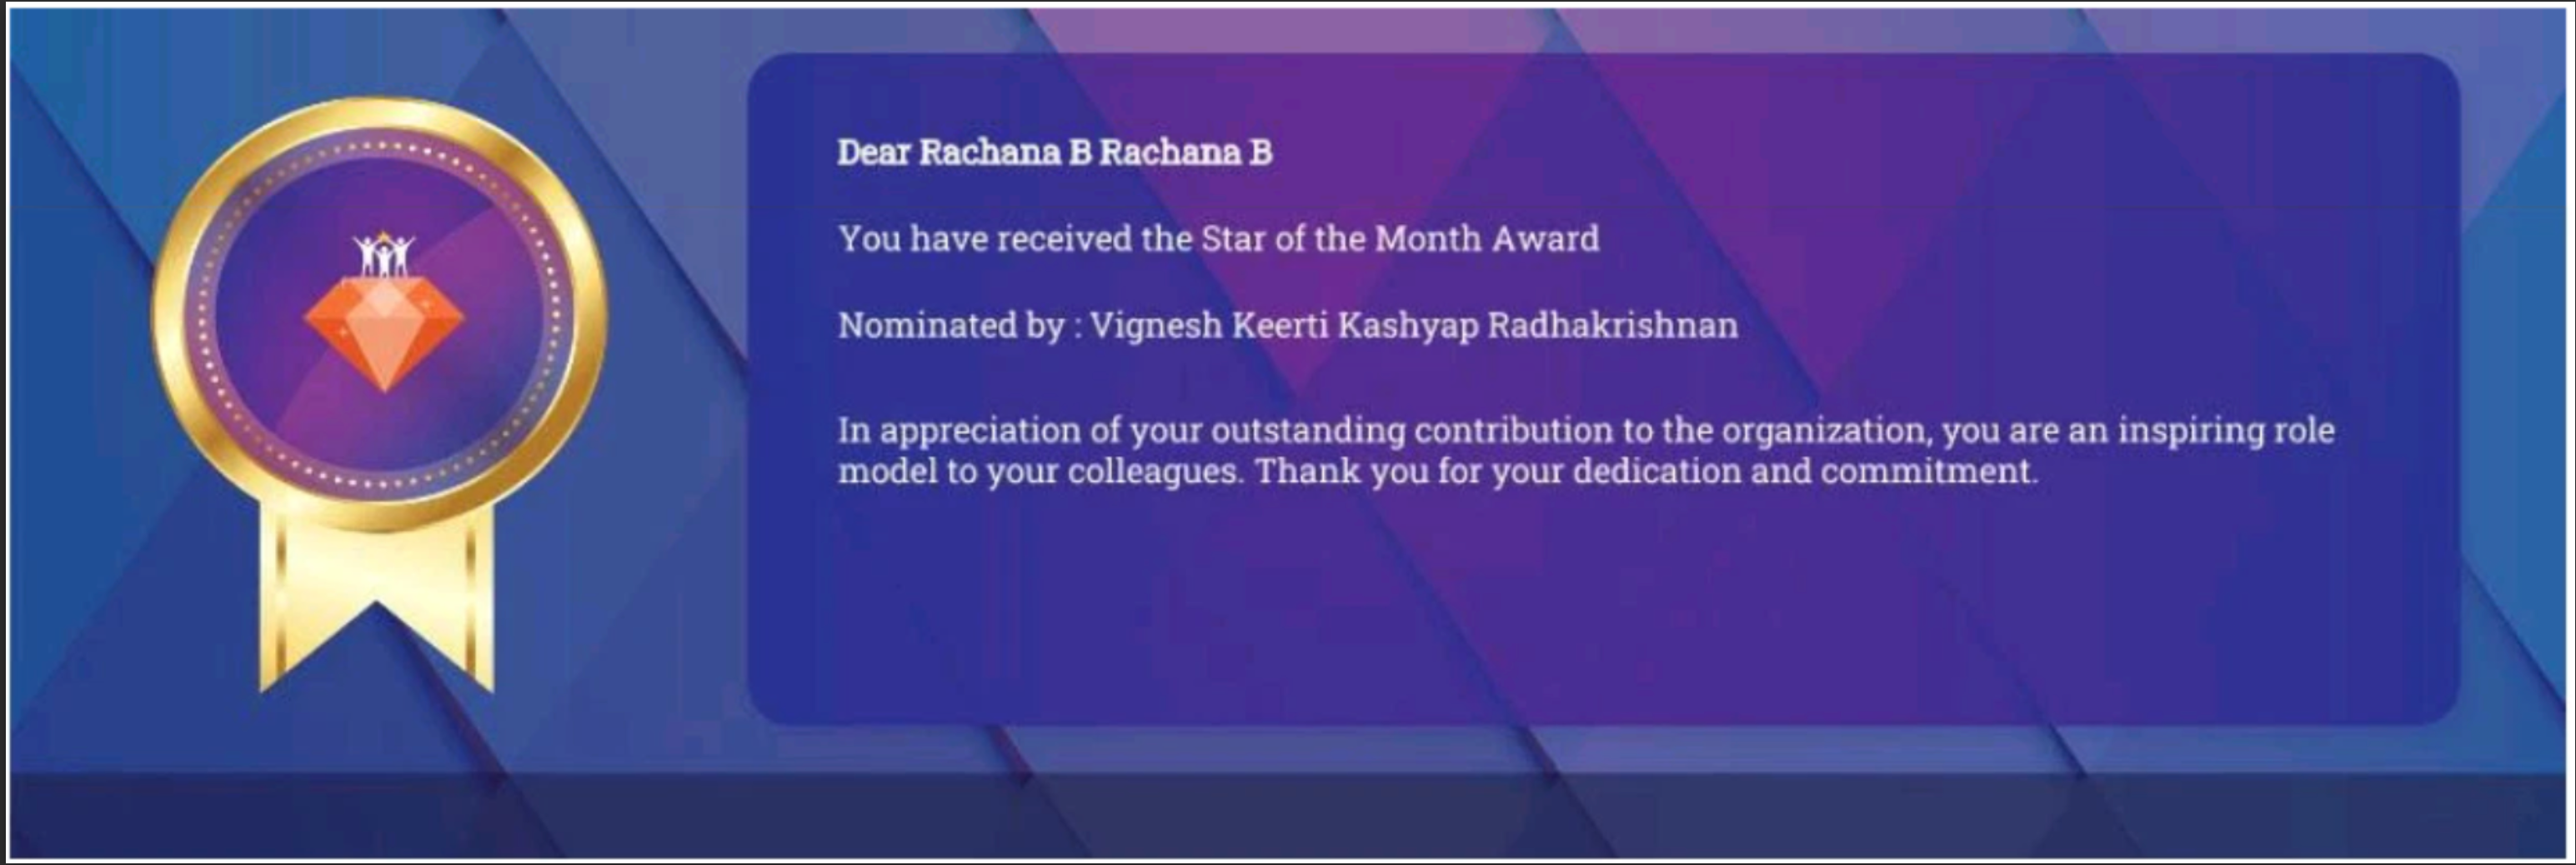 Dear Rachana B Rachana B
You have received the Star of the Month Award
Nominated by : Vignesh Keerti Kashyap Radhakrishnan
In appreciation of your outstanding contribution to the organization, you are an inspiring role
model to your colleagues. Thank you for your dedication and commitment.